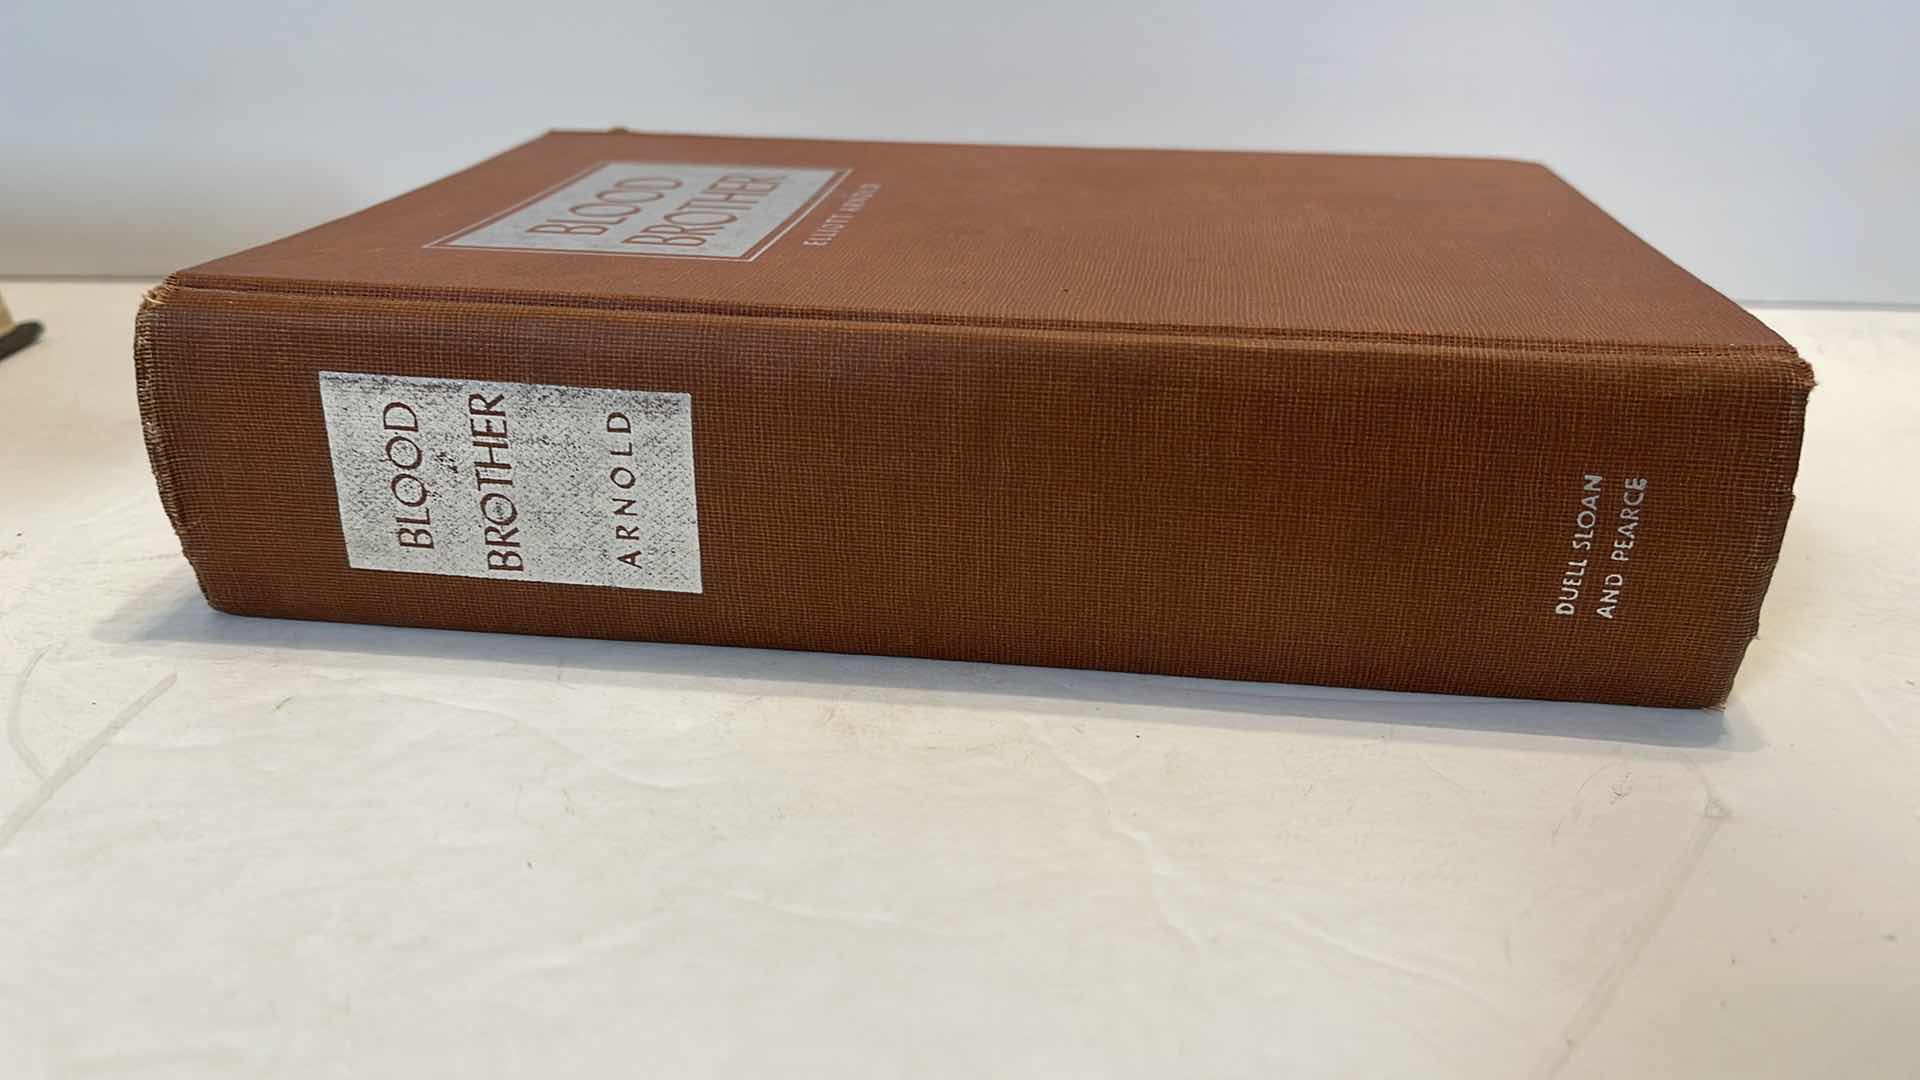 BLOOD
BROTHER
ELLIOTT ARNOLD
BLOOD
BROTHER
ARNOLD
DUELL SLOAN
AND PEARCE